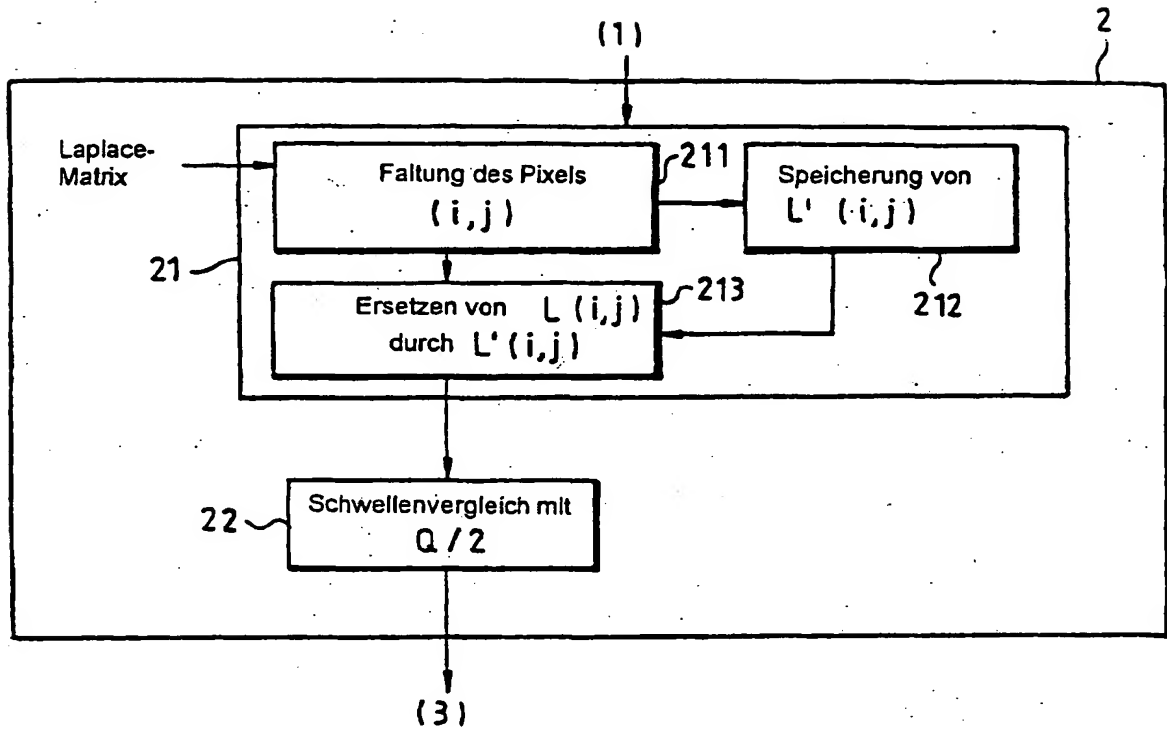 (1)
2
Laplace-
Matrix
Faltung des Pixels
(i,j)
211
Speicherung von
L' (i,j)
21
212
Ersetzen von L (i,j)
durch L'(i,j)
213
Schwellenvergleich mit
Q/2
22
(3)